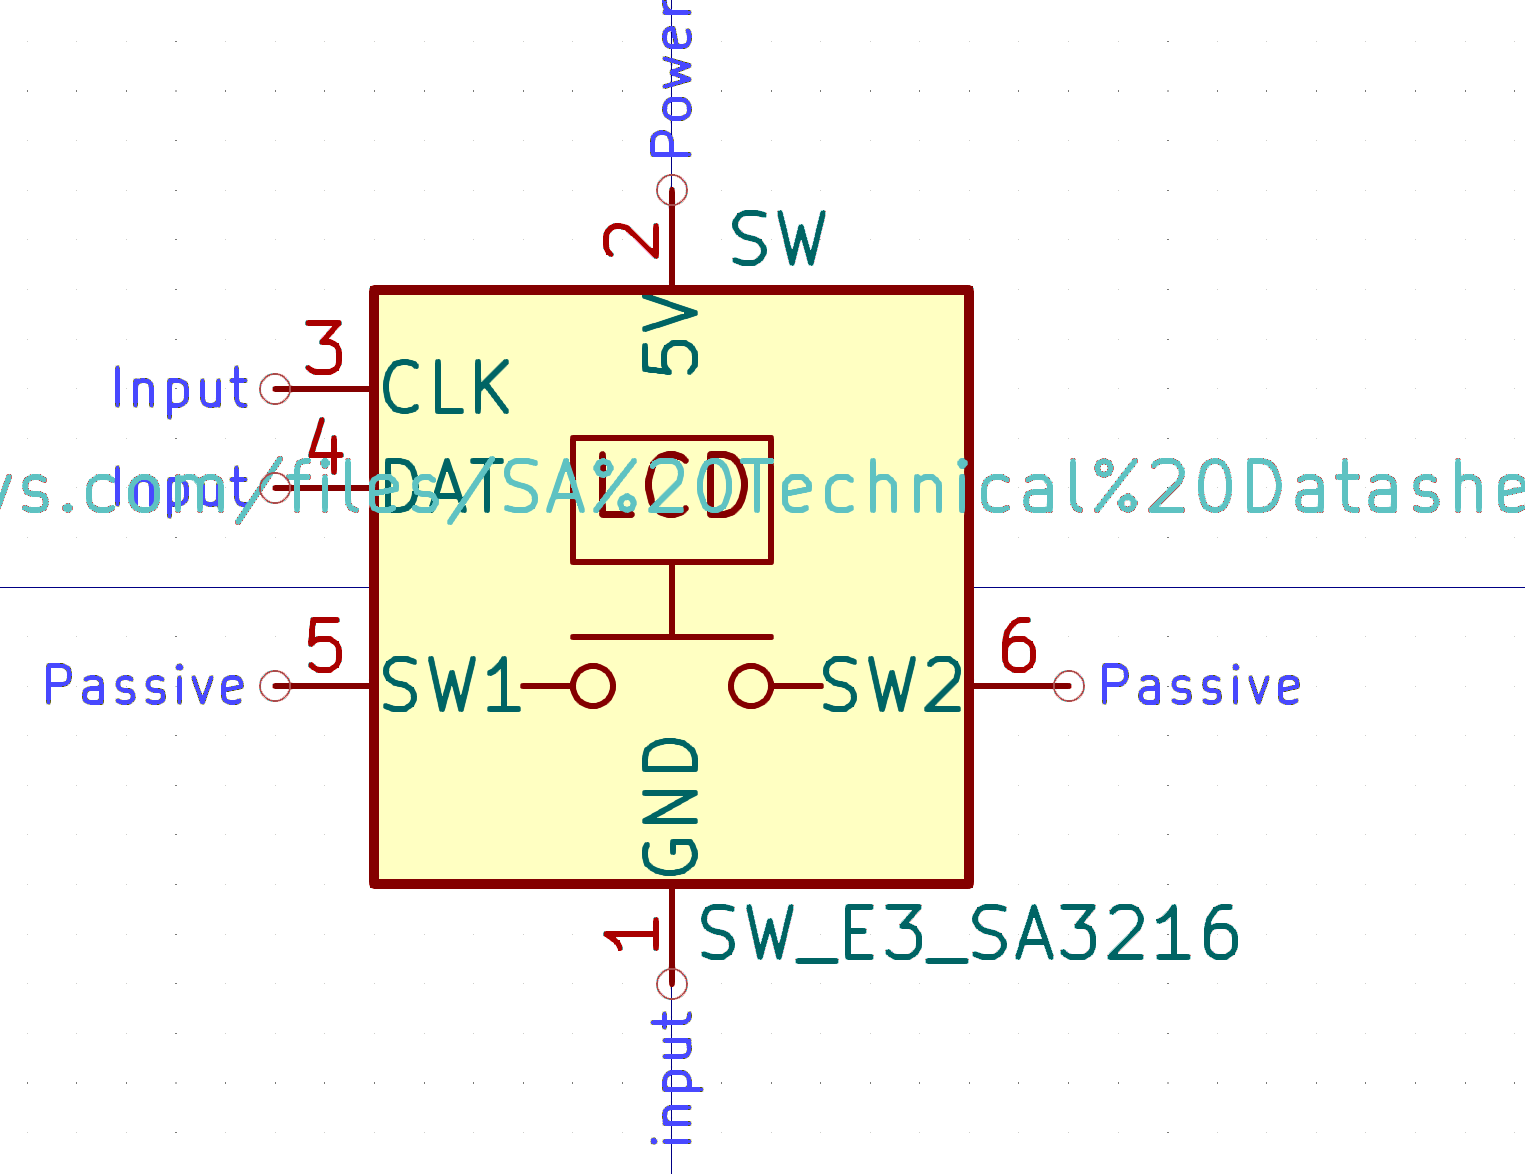 Power
2
SW
5V
3
Input
CLK
4
Input
DAT
LCD
vs.com/files/SA%20Technical%20Datashe
5
Passive
SW1
SW2
6
Passive
GND
1
SW_E3_SA3216
input